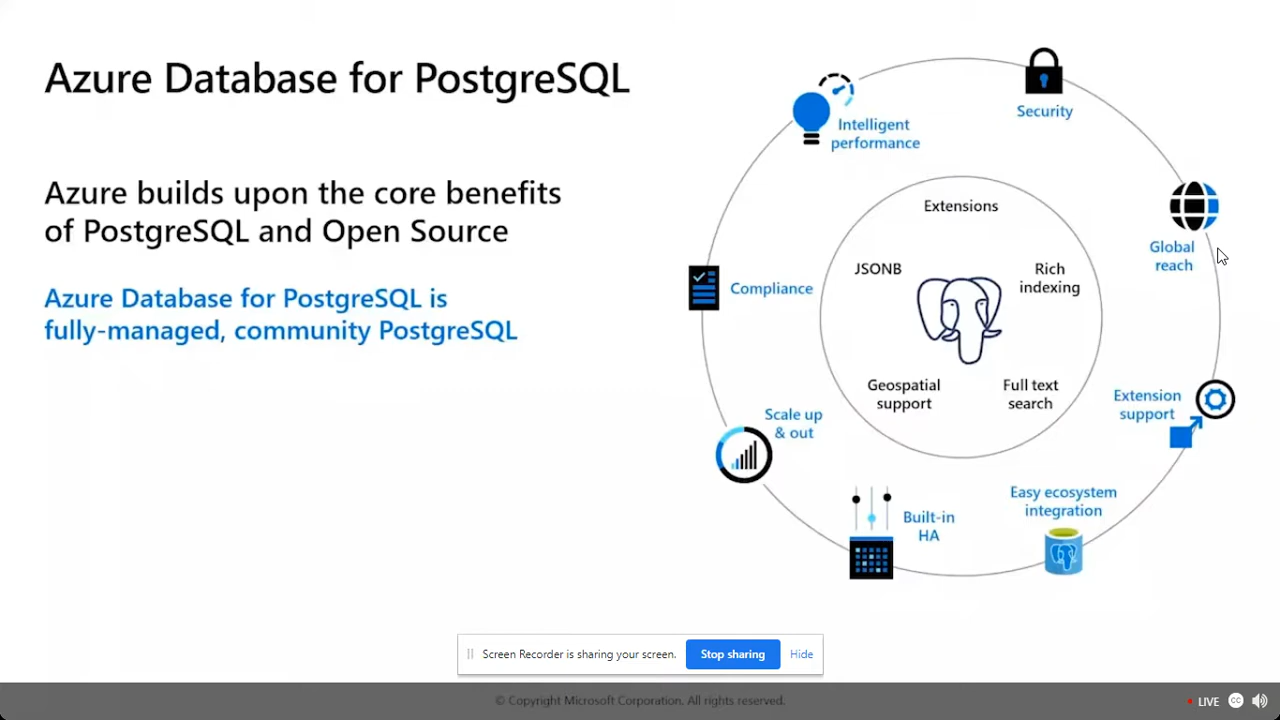 Azure Database for PostgreSQL
Azure builds upon the core benefits
of PostgreSQL and Open Source
Azure Database for PostgreSQL is
fully-managed, community PostgreSQL
Security
Intelligent
performance
Global
reach
Compliance
Extension
support
Scale up
& out
Easy ecosystem
integration
Built-in
HA
Extensions
JSONB
Rich
indexing
Geospatial
support
Full text
search
Screen Recorder is sharing your screen.
Stop sharing
Hide
© Copyright Microsoft Corporation. All rights reserved.
LIVE
CC